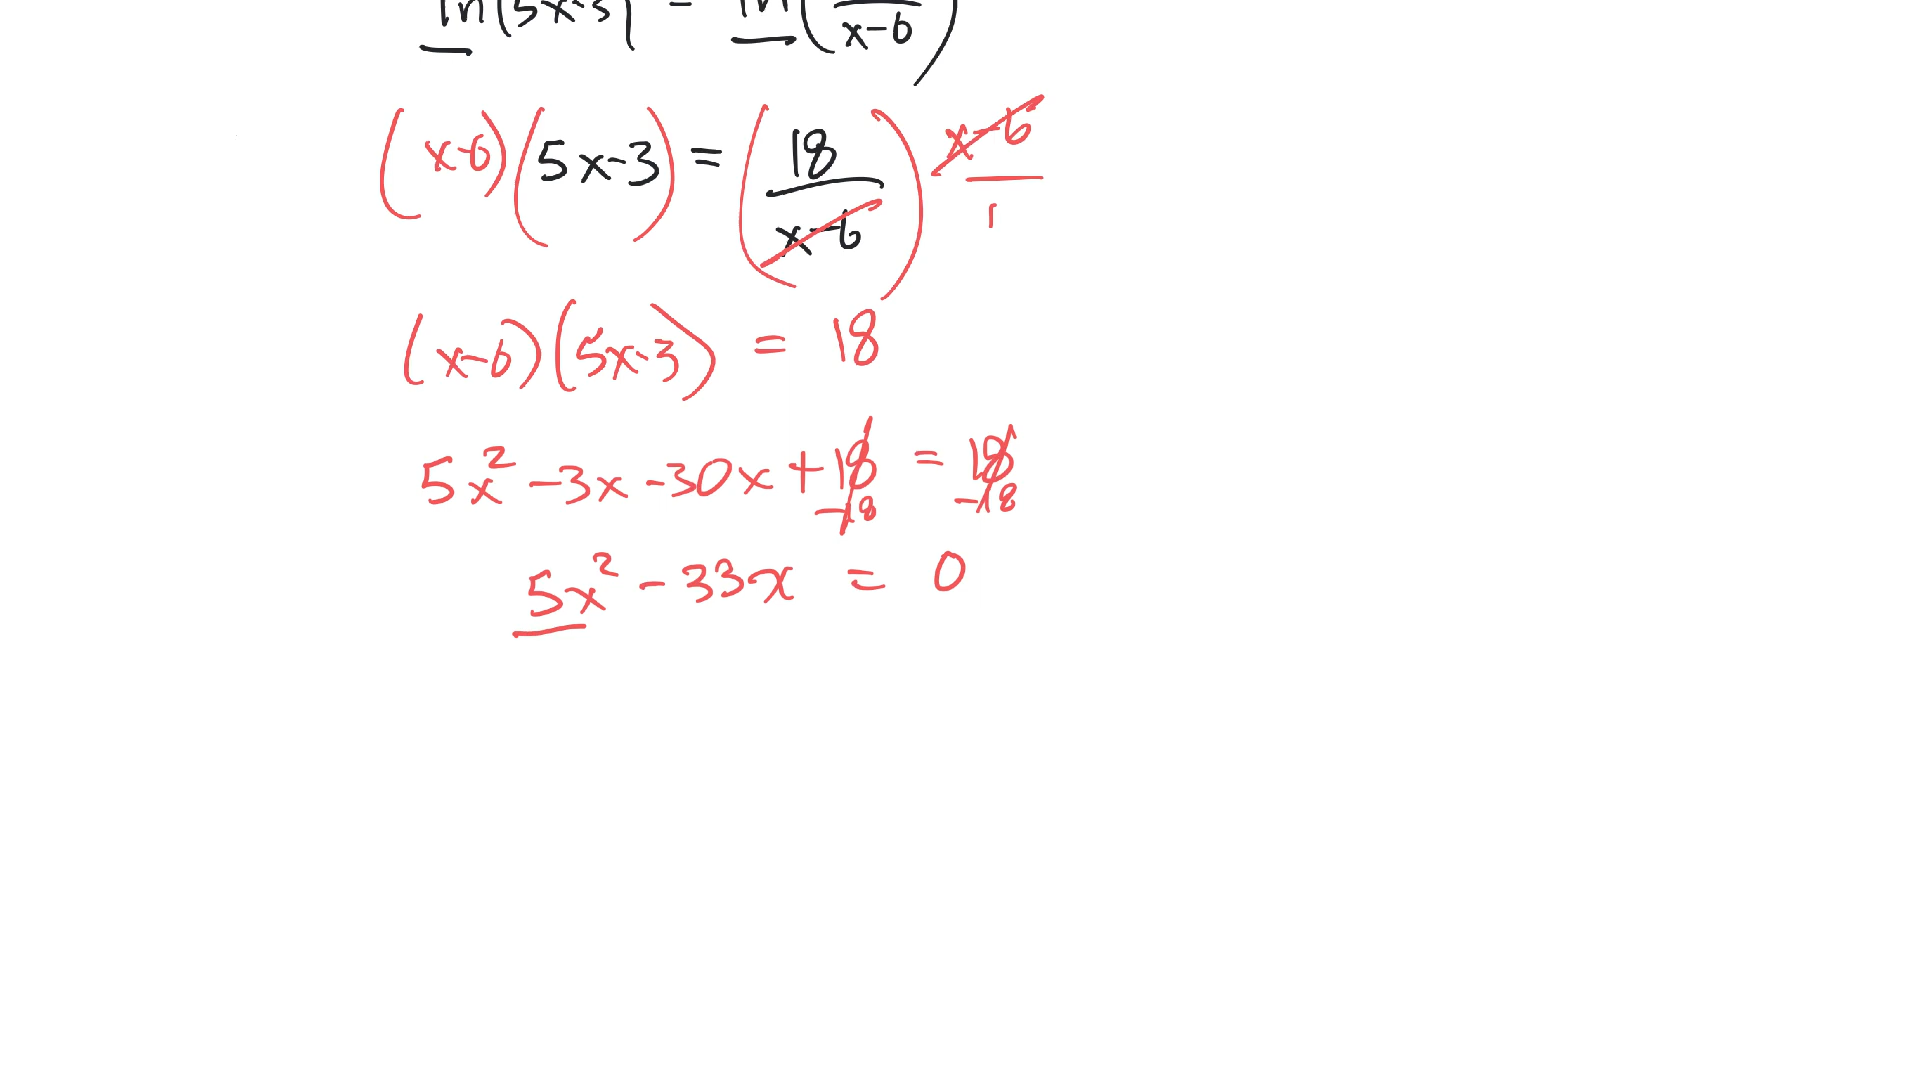 ln(5x-3) = ln(—/x-6)
(x-6)(5x-3) = (18/x-6) x-6/1
(x-6)(5x-3) = 18
5x² -3x -30x +18 = 18
-18 -18
5x² - 33x = 0